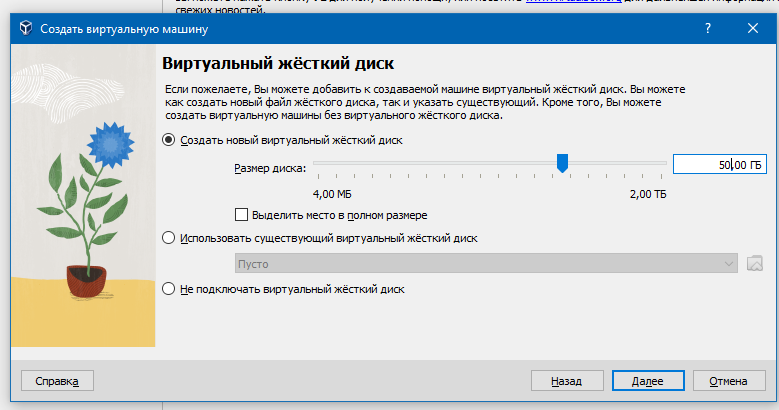 свежих новостей.
Создать виртуальную машину
?
Виртуальный жёсткий диск
Если пожелаете, Вы можете добавить к создаваемой машине виртуальный жёсткий диск. Вы можете
как создать новый файл жёсткого диска, так и указать существующий. Кроме того, Вы можете
создать виртуальную машины без виртуального жёсткого диска.
Создать новый виртуальный жёсткий диск
Размер диска:
50,00 ГБ
4,00 МБ
2,00 ТБ
Выделить место в полном размере
Использовать существующий виртуальный жёсткий диск
Пусто
Не подключать виртуальный жёсткий диск
Справка
Назад
Далее
Отмена